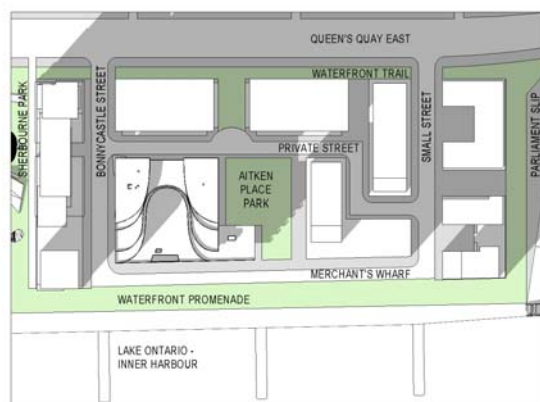 QUEEN'S QUAY EAST
WATERFRONT TRAIL
SHERBOURNE PARK
BONNYCASTLE STREET
SMALL STREET
PARLIAMENT SLIP
PRIVATE STREET
AITKEN
PLACE
PARK
MERCHANT'S WHARF
WATERFRONT PROMENADE
LAKE ONTARIO -
INNER HARBOUR